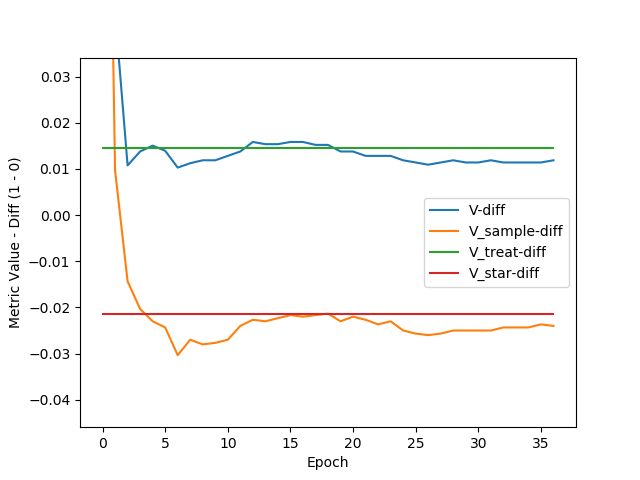 0.03
0.02
0.01
0.00
−0.01
−0.02
−0.03
−0.04
Metric Value - Diff (1 - 0)
V-diff
V_sample-diff
V_treat-diff
V_star-diff
0 5 10 15 20 25 30 35
Epoch